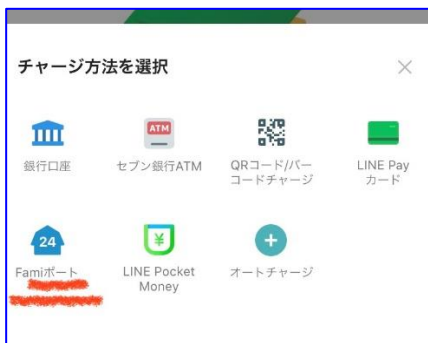 チャージ方法を選択
ATM
銀行口座
セブン銀行ATM
QRコード/バー
コードチャージ
LINE Pay
カード
24
¥
Famiポート
LINE Pocket
Money
オートチャージ